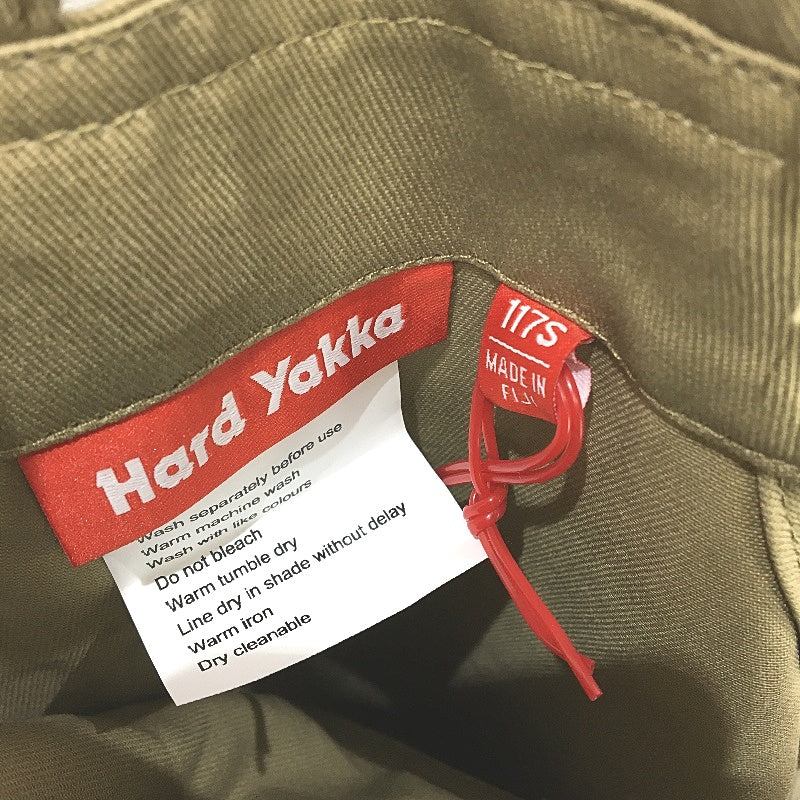 Hard Yakka
117S
MADE IN
FIJI
Wash separately before use
Warm machine wash
Wash with like colours
Do not bleach
Warm tumble dry
Line dry in shade without delay
Warm iron
Dry cleanable